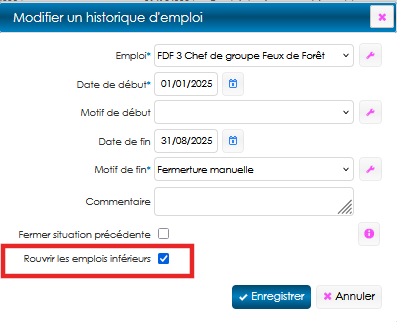 Modifier un historique d'emploi
Emploi* FDF 3 Chef de groupe Feux de Forêt
Date de début* 01/01/2025
Motif de début
Date de fin 31/08/2025
Motif de fin* Fermerture manuelle
Commentaire
Fermer situation précédente
Rouvrir les emplois inférieurs
Enregistrer Annuler